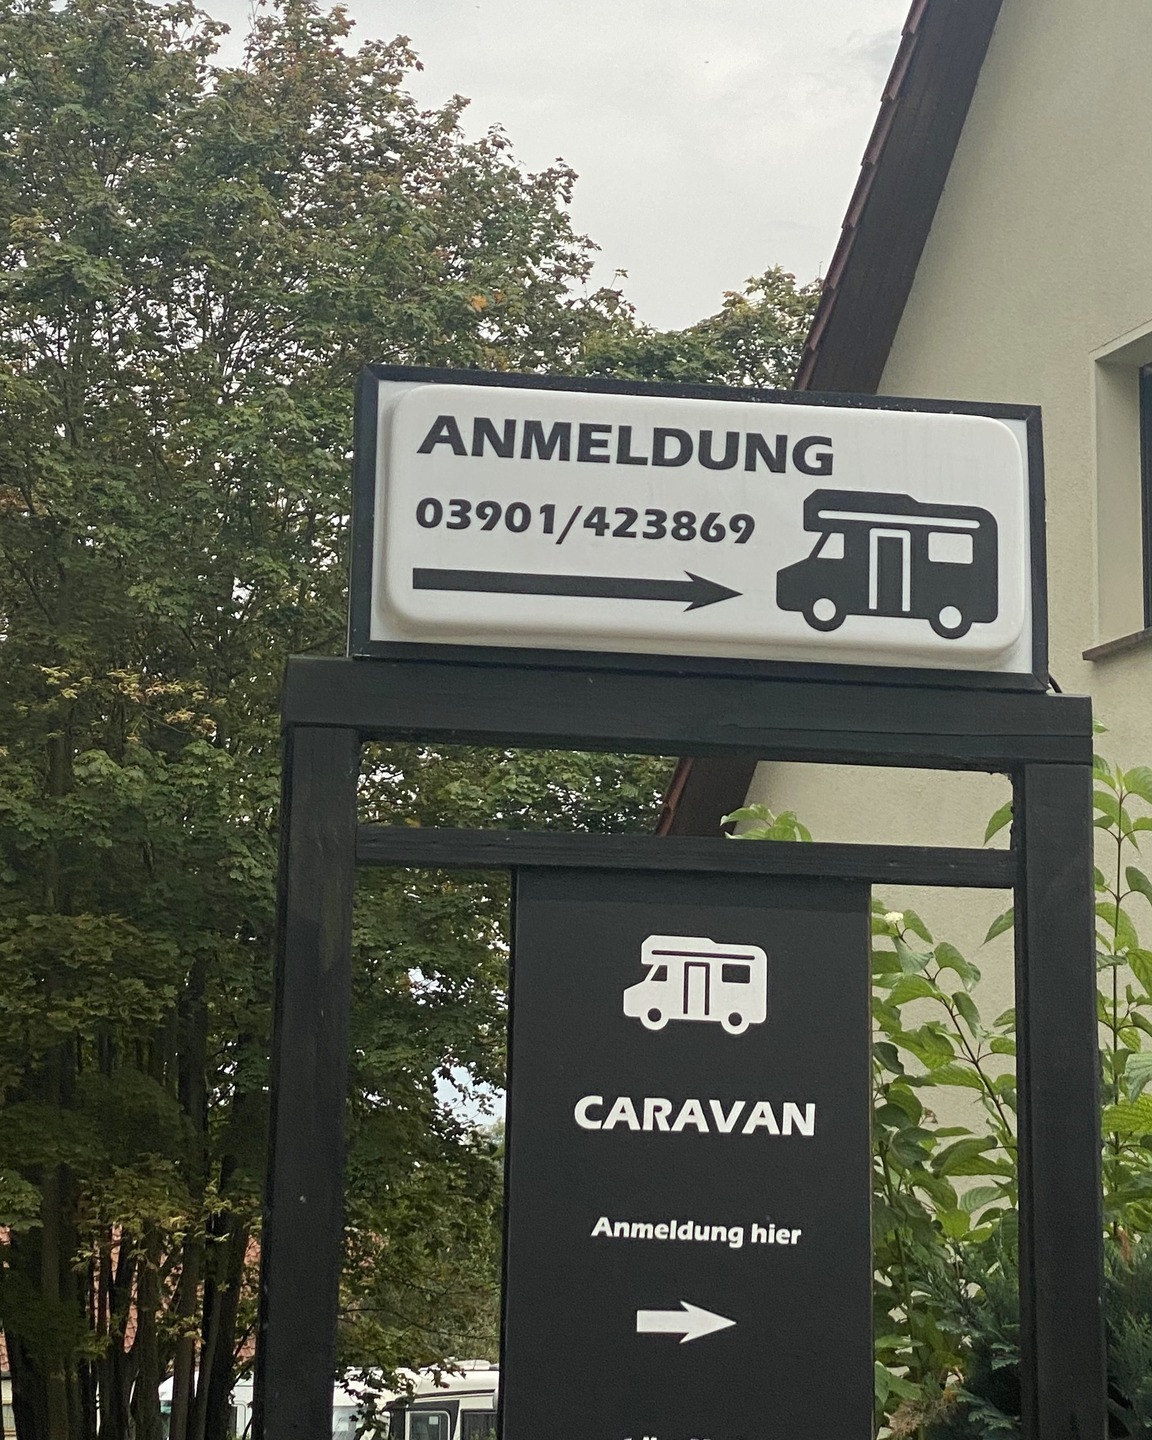 ANMELDUNG
03901/423869
CARAVAN
Anmeldung hier